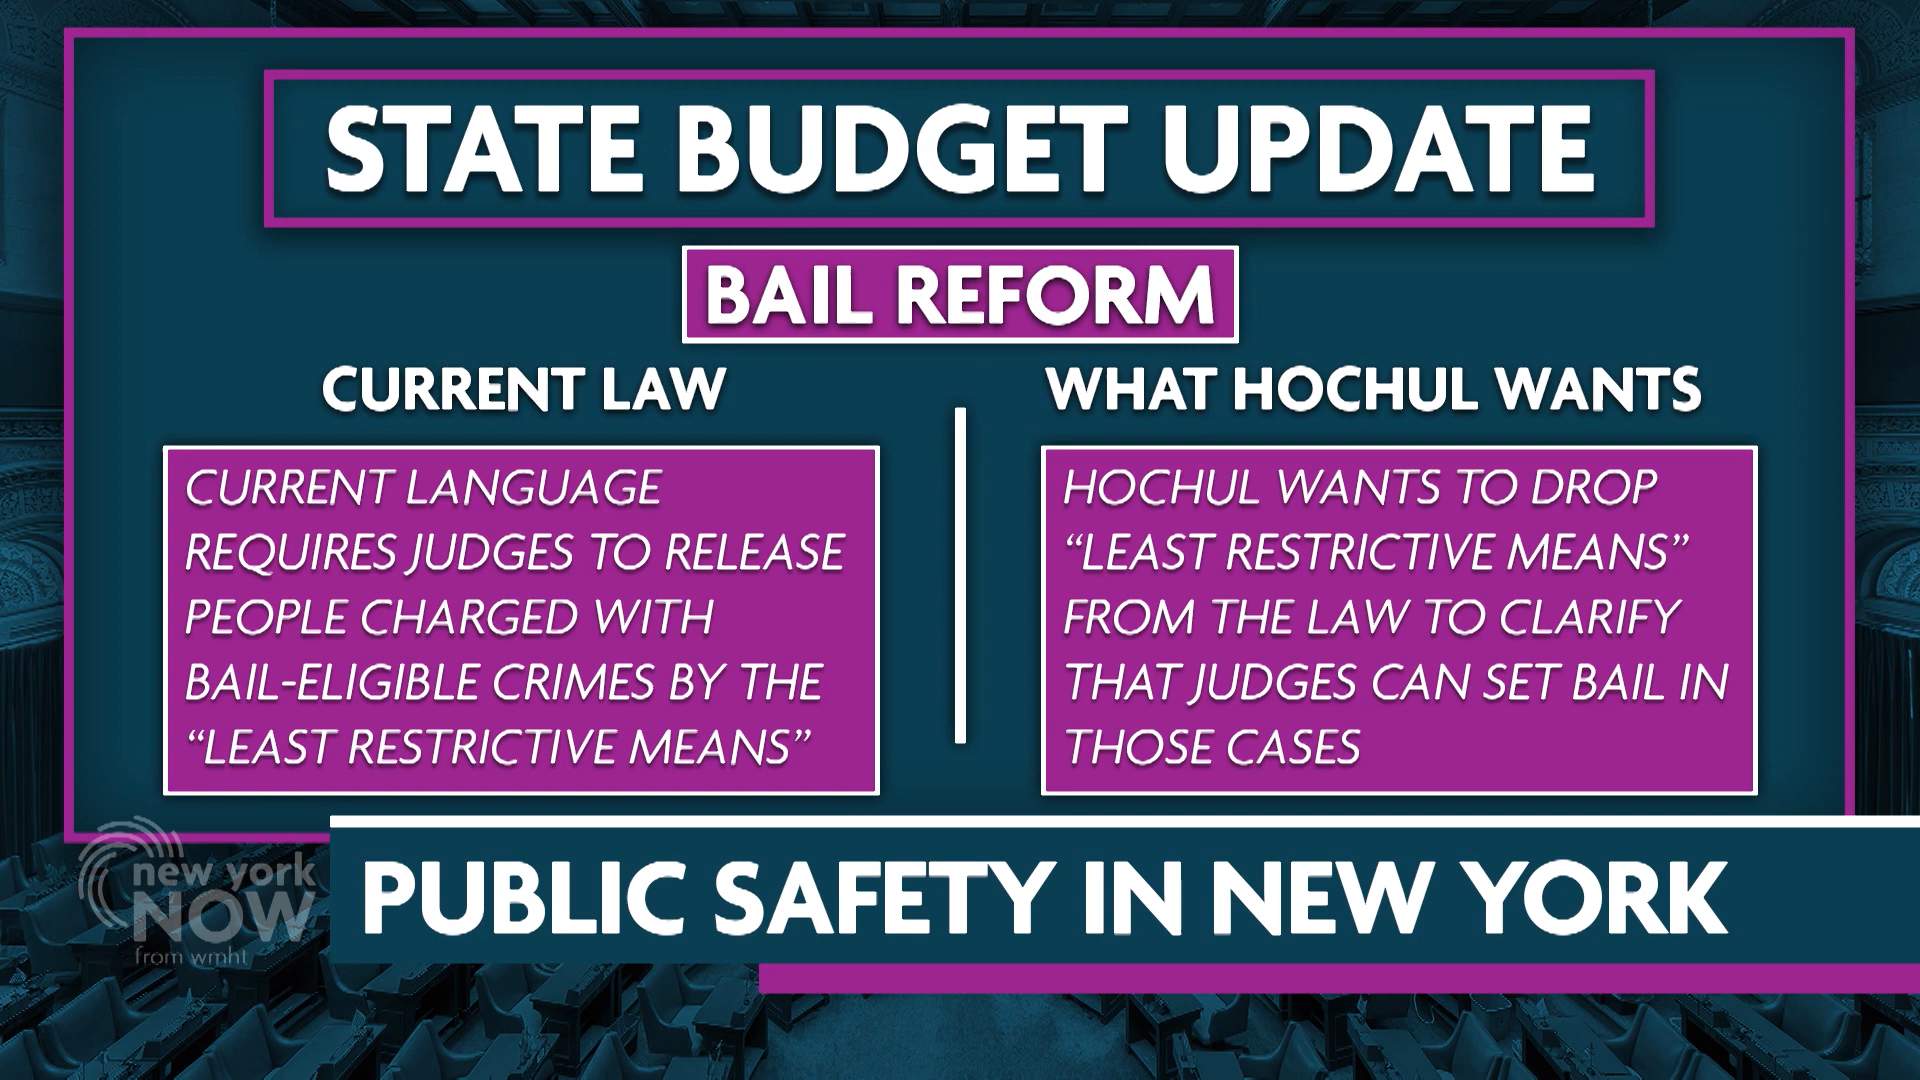 STATE BUDGET UPDATE
BAIL REFORM
CURRENT LAW
CURRENT LANGUAGE
REQUIRES JUDGES TO RELEASE
PEOPLE CHARGED WITH
BAIL-ELIGIBLE CRIMES BY THE
“LEAST RESTRICTIVE MEANS”
WHAT HOCHUL WANTS
HOCHUL WANTS TO DROP
“LEAST RESTRICTIVE MEANS”
FROM THE LAW TO CLARIFY
THAT JUDGES CAN SET BAIL IN
THOSE CASES
new york
NOW
from wmht
PUBLIC SAFETY IN NEW YORK